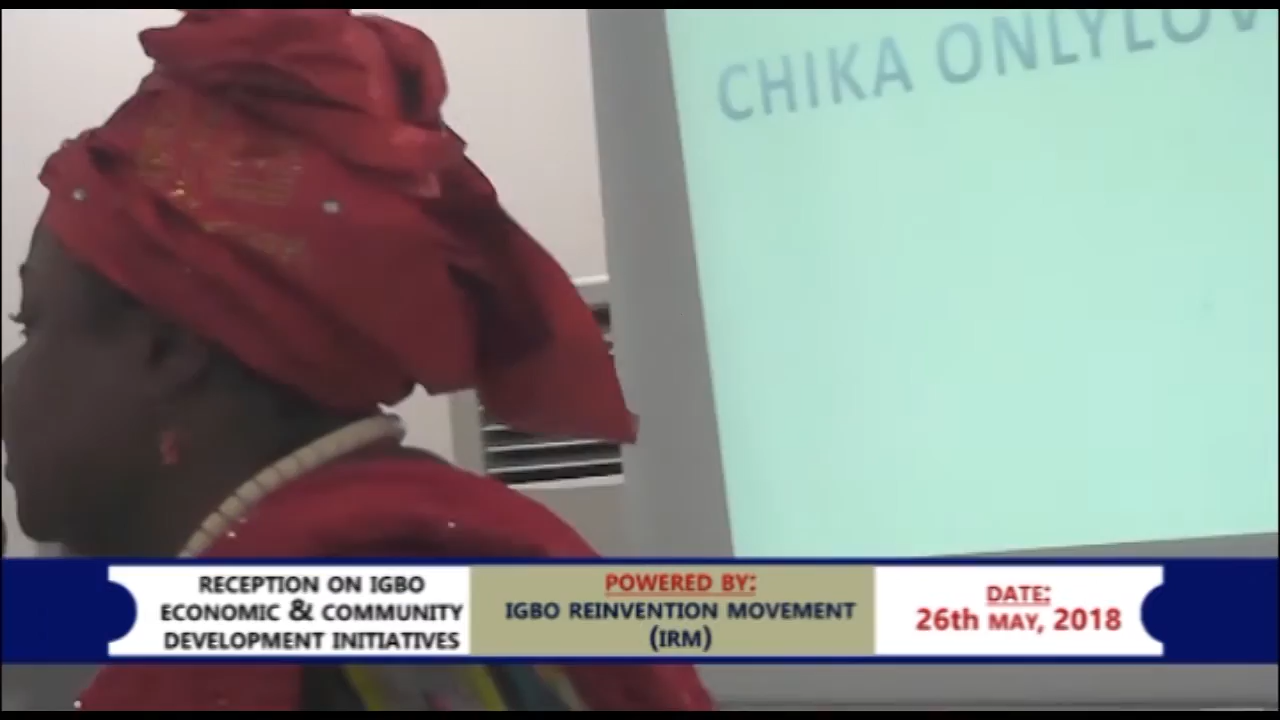 CHIKA ONLYLOV
RECEPTION ON IGBO
ECONOMIC & COMMUNITY
DEVELOPMENT INITIATIVES
POWERED BY:
IGBO REINVENTION MOVEMENT
(IRM)
DATE:
26th MAY, 2018